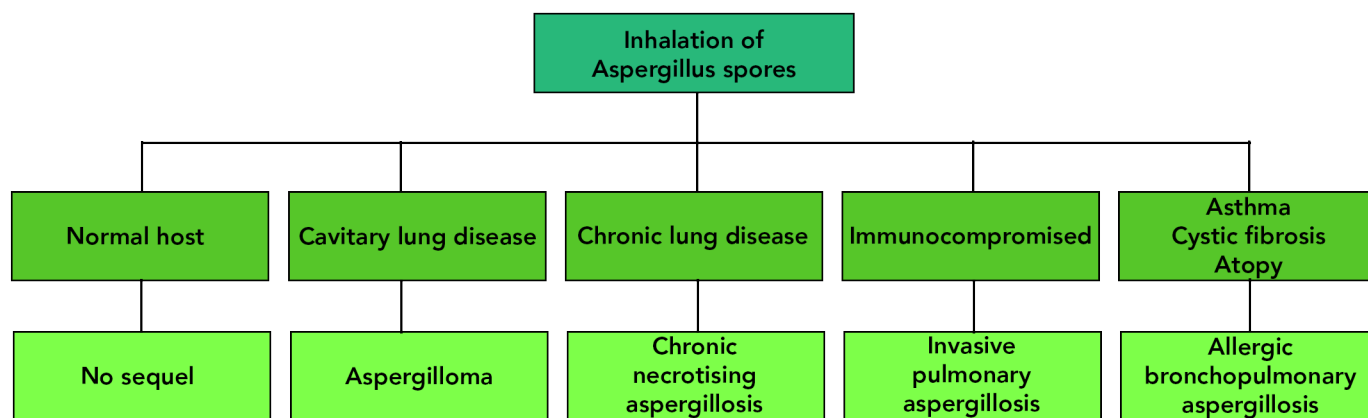 Inhalation of
Aspergillus spores
Normal host
Cavitary lung disease
Chronic lung disease
Immunocompromised
Asthma
Cystic fibrosis
Atopy
No sequel
Aspergilloma
Chronic
necrotising
aspergillosis
Invasive
pulmonary
aspergillosis
Allergic
bronchopulmonary
aspergillosis